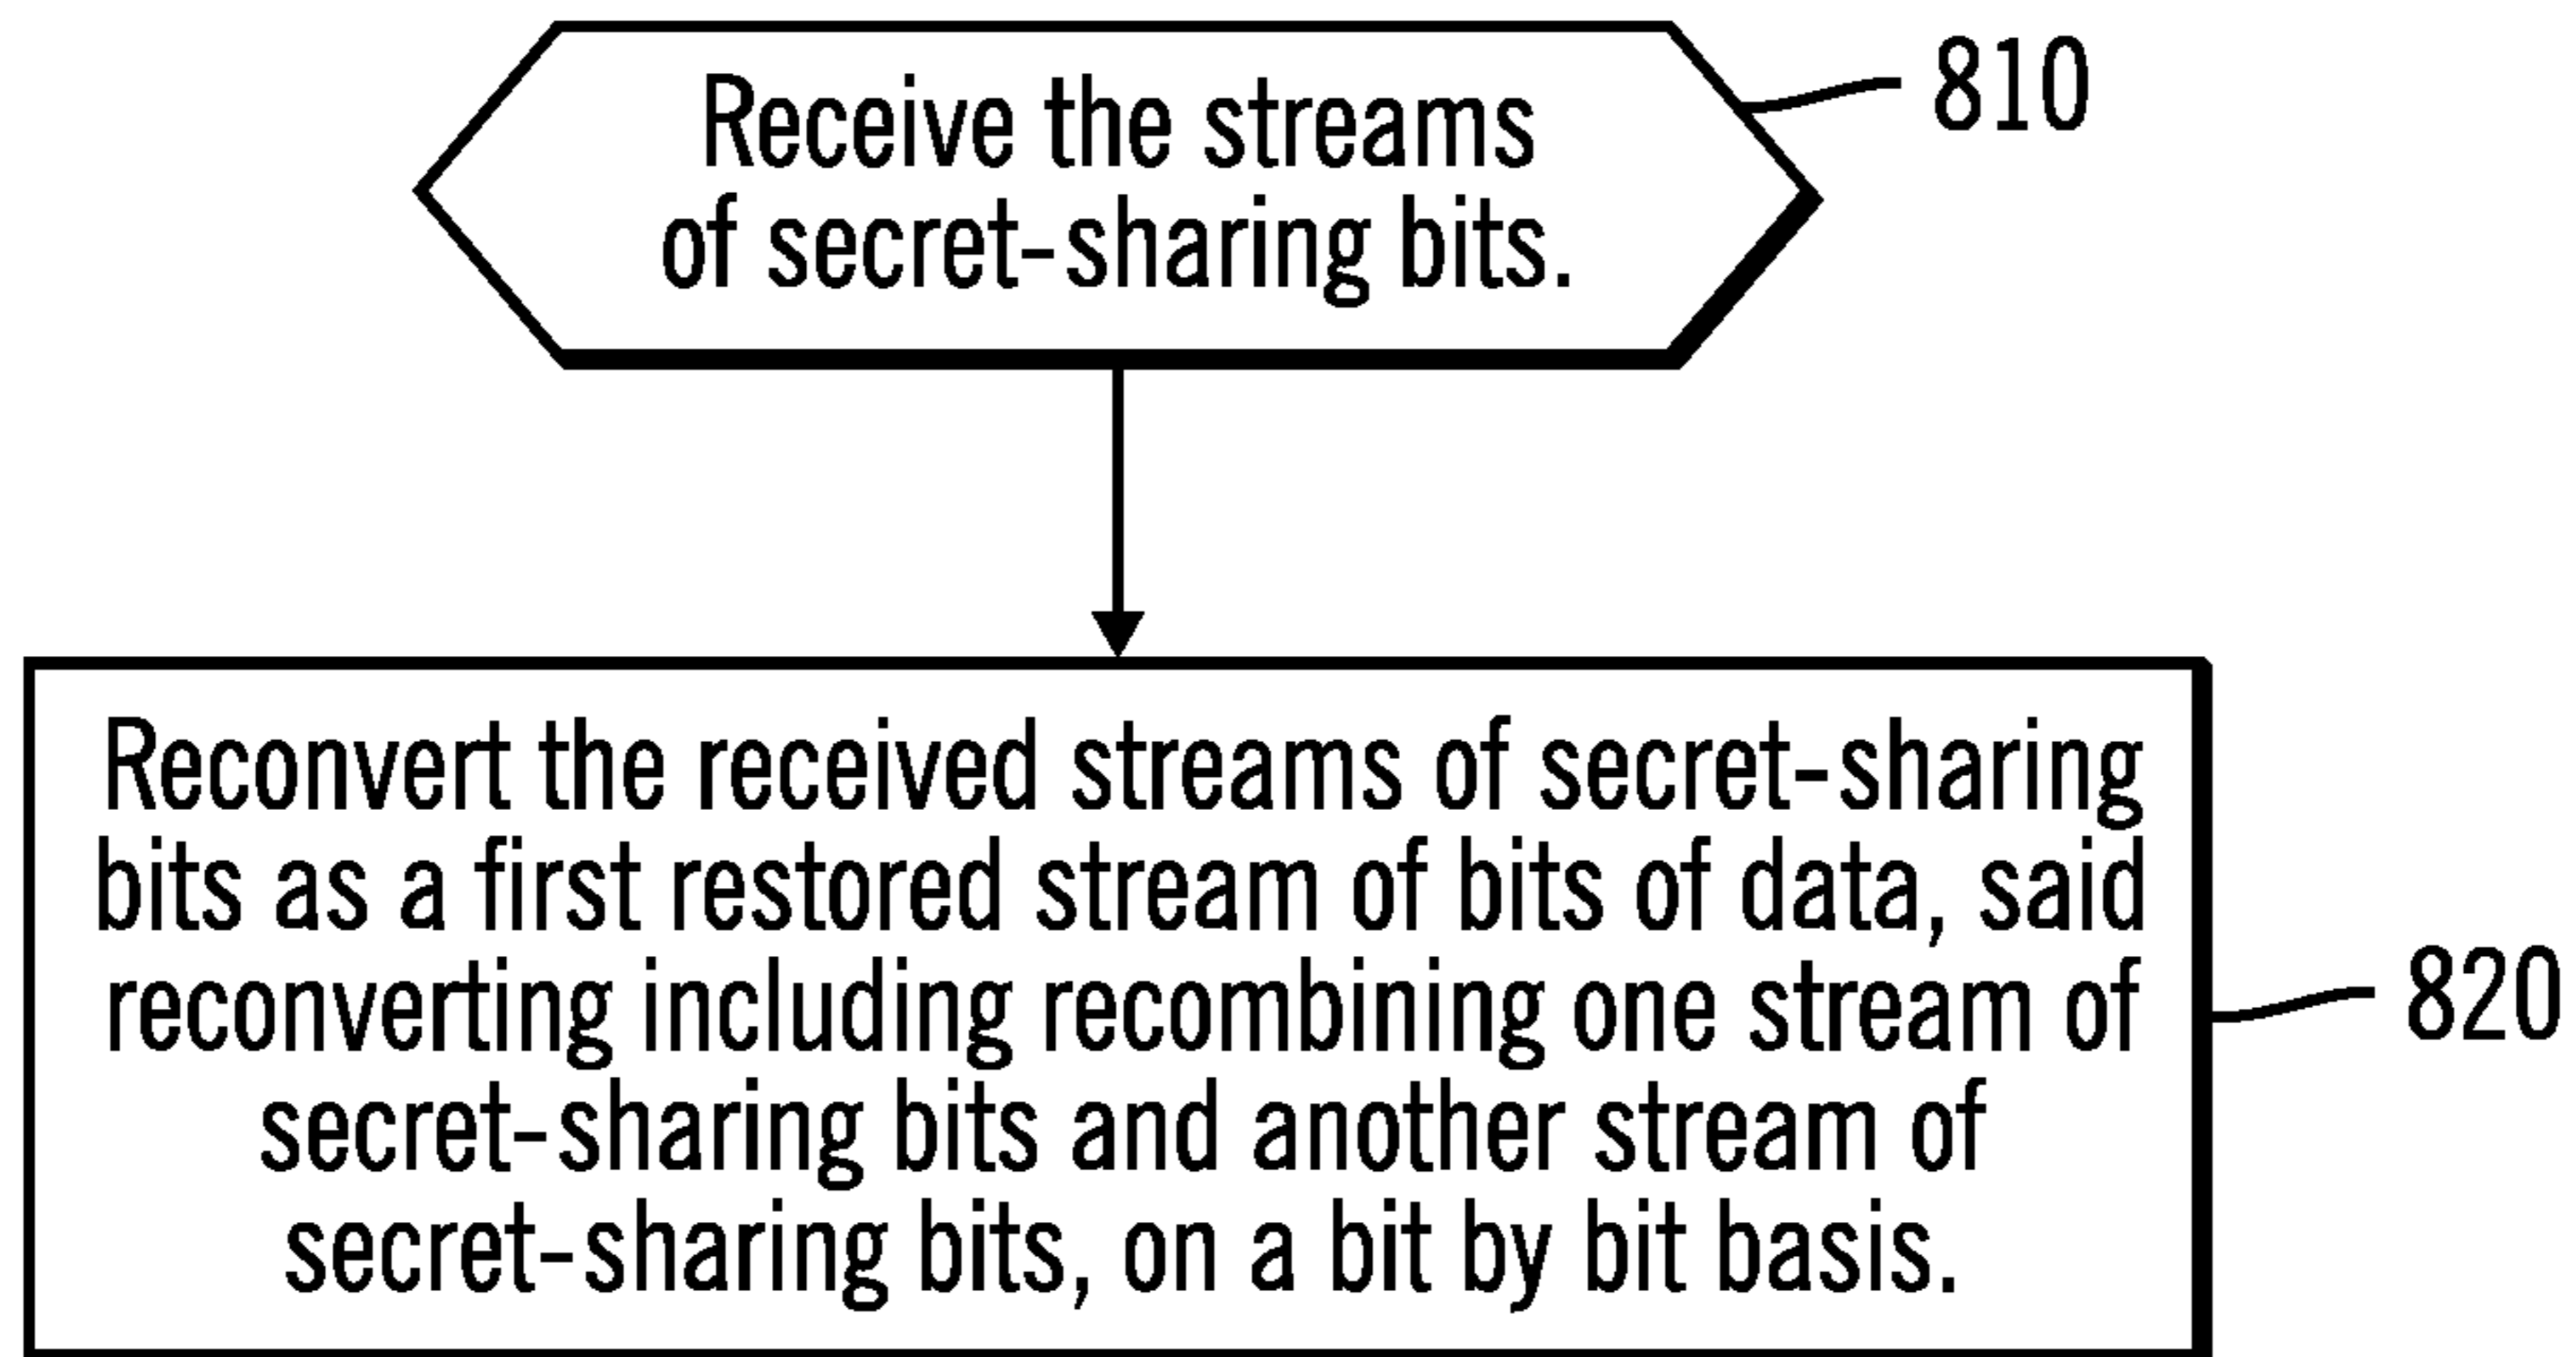 Receive the streams
of secret-sharing bits.
810
Reconvert the received streams of secret-sharing
bits as a first restored stream of bits of data, said
reconverting including recombining one stream of
secret-sharing bits and another stream of
secret-sharing bits, on a bit by bit basis.
820